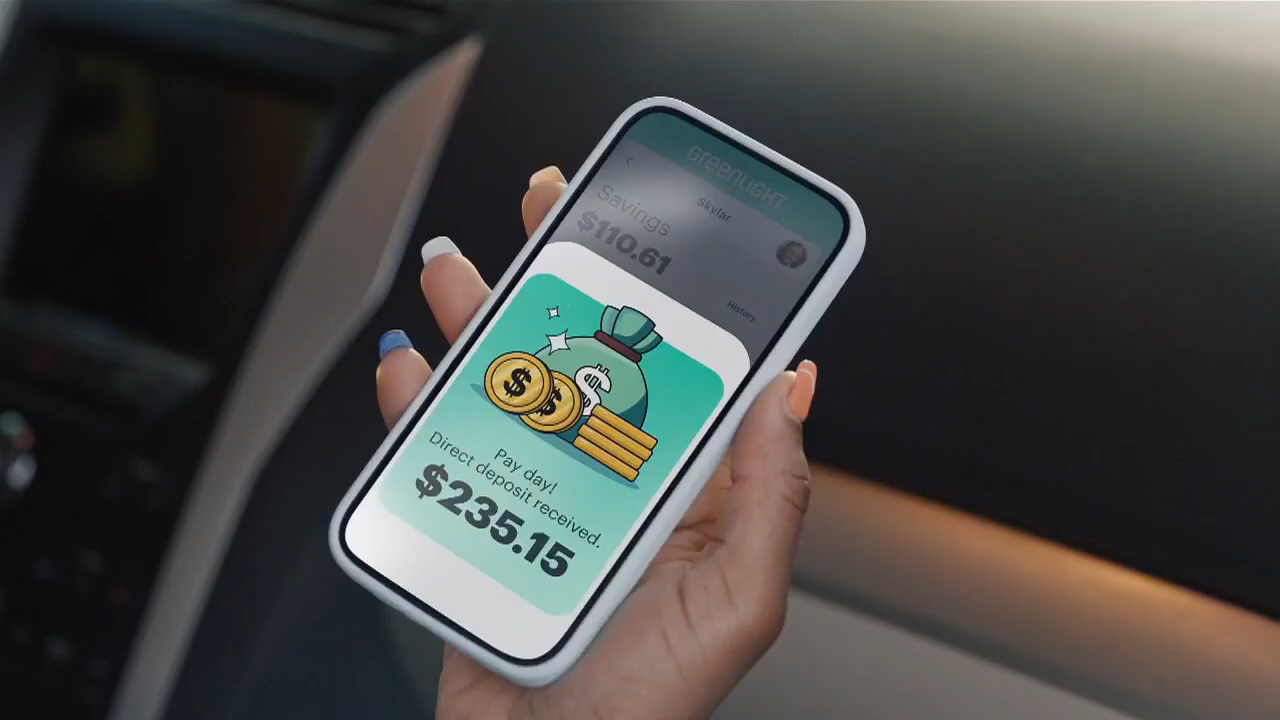 GREENLIGHT
Skylar
Savings
$110.61
History
$
$
$
Pay day!
Direct deposit received.
$235.15